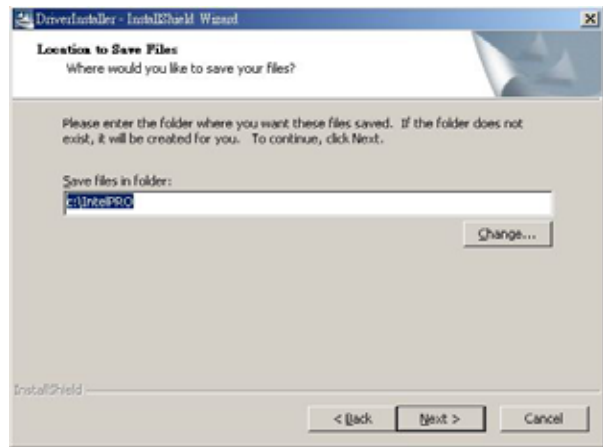 DriverInstaller - InstallShield Wizard
Location to Save Files
Where would you like to save your files?
Please enter the folder where you want these files saved. If the folder does not
exist, it will be created for you. To continue, click Next.
Save files in folder:
c:\IntelPRO
Change...
InstallShield
< Back
Next >
Cancel